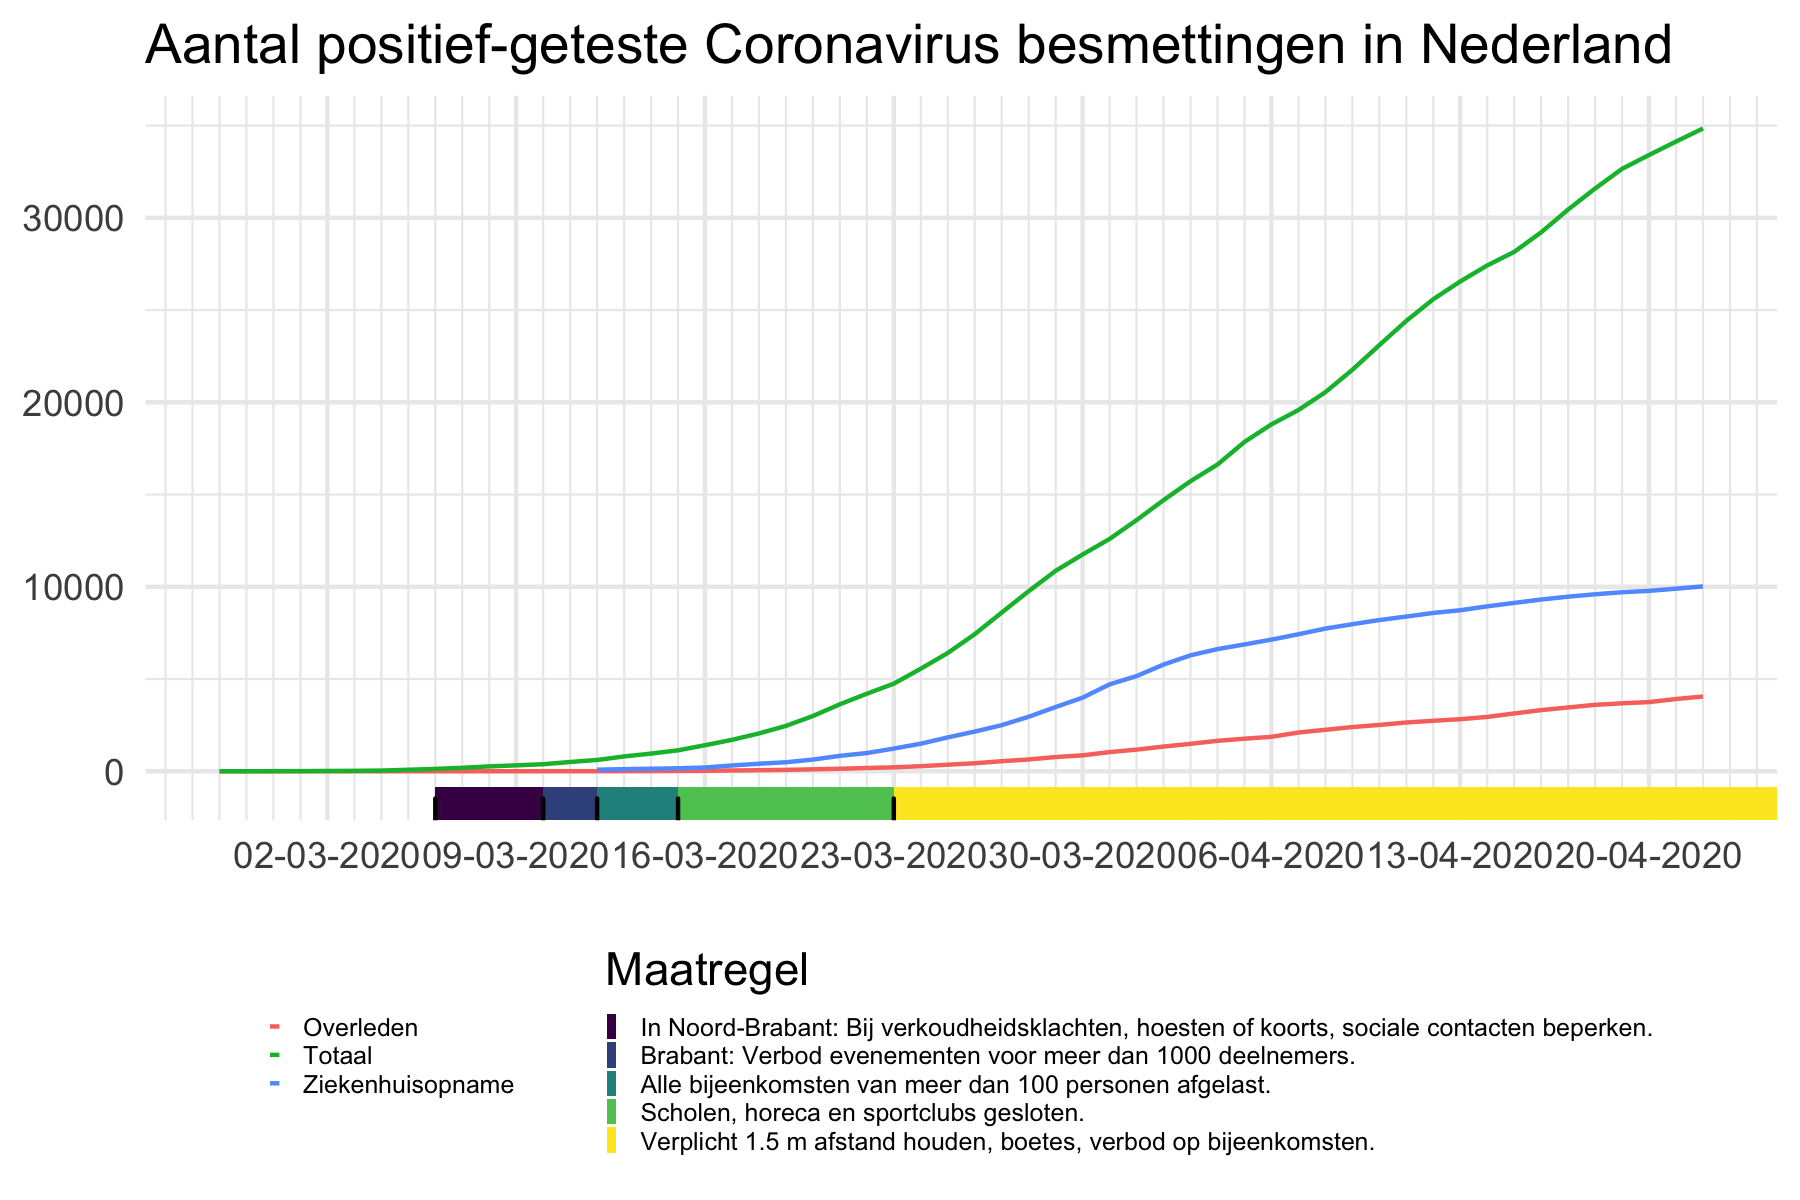 Aantal positief-geteste Coronavirus besmettingen in Nederland
30000
20000
10000
0
02-03-2020 09-03-2020 16-03-2020 23-03-2020 30-03-2020 06-04-2020 13-04-2020 20-04-2020
Overleden
Totaal
Ziekenhuisopname
Maatregel
In Noord-Brabant: Bij verkoudheidsklachten, hoesten of koorts, sociale contacten beperken.
Brabant: Verbod evenementen voor meer dan 1000 deelnemers.
Alle bijeenkomsten van meer dan 100 personen afgelast.
Scholen, horeca en sportclubs gesloten.
Verplicht 1.5 m afstand houden, boetes, verbod op bijeenkomsten.